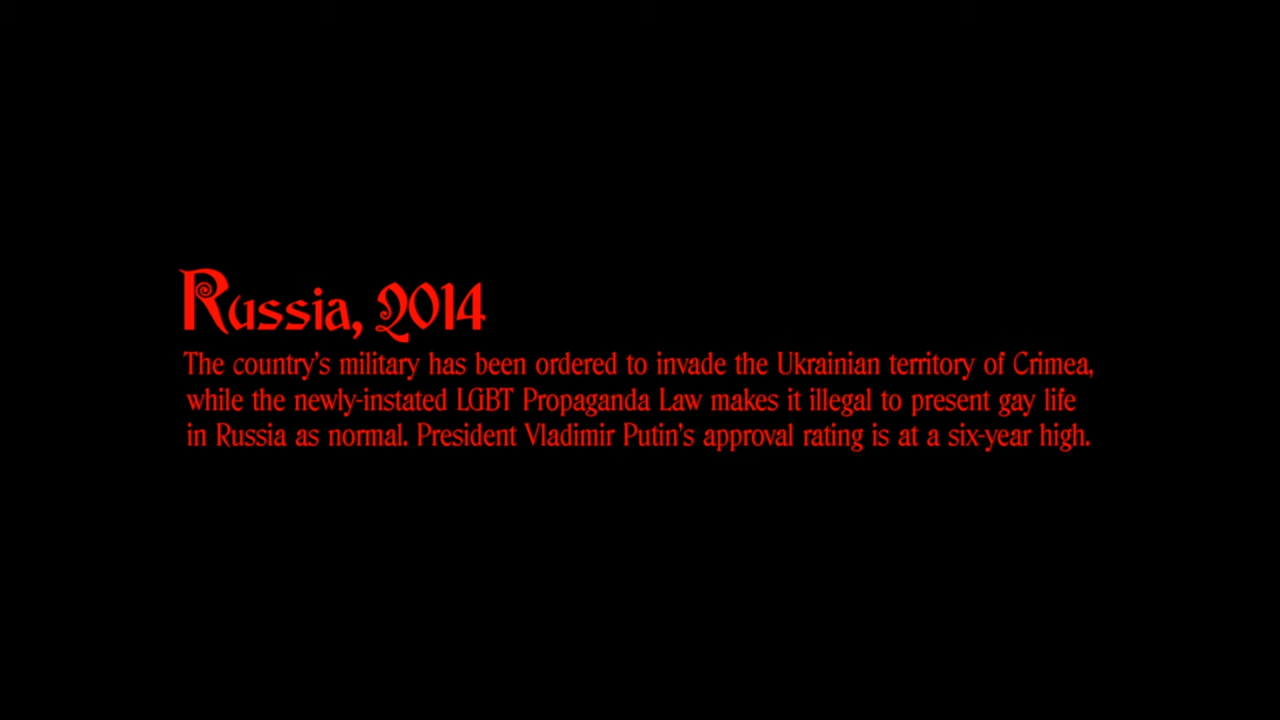 Russia, 2014
The country's military has been ordered to invade the Ukrainian territory of Crimea,
while the newly-instated LGBT Propaganda Law makes it illegal to present gay life
in Russia as normal. President Vladimir Putin's approval rating is at a six-year high.